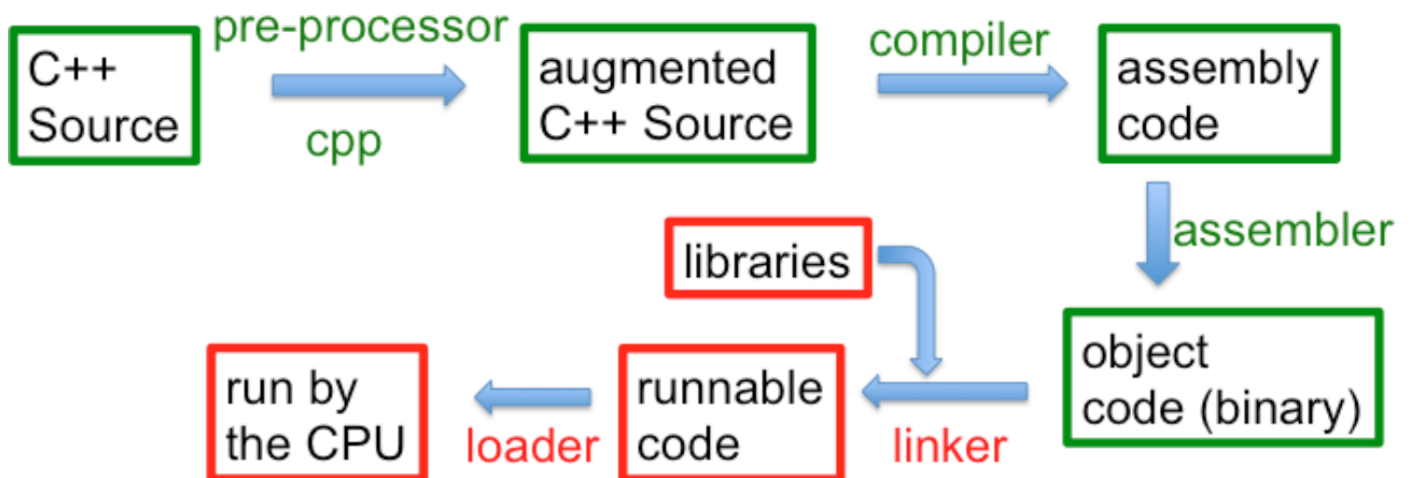 C++
Source
pre-processor
cpp
augmented
C++ Source
compiler
assembly
code
assembler
libraries
object
code (binary)
linker
runnable
code
loader
run by
the CPU